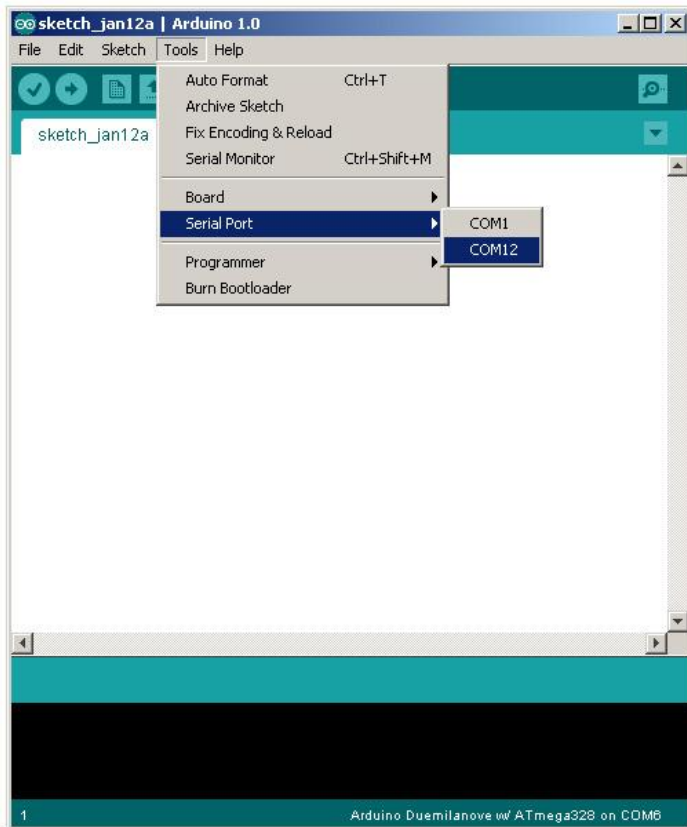 sketch_jan12a | Arduino 1.0
File Edit Sketch Tools Help
sketch_jan12a
Auto Format Ctrl+T
Archive Sketch
Fix Encoding & Reload
Serial Monitor Ctrl+Shift+M
Board
Serial Port
COM1
COM12
Programmer
Burn Bootloader
1 Arduino Duemilanove w/ ATmega328 on COM6